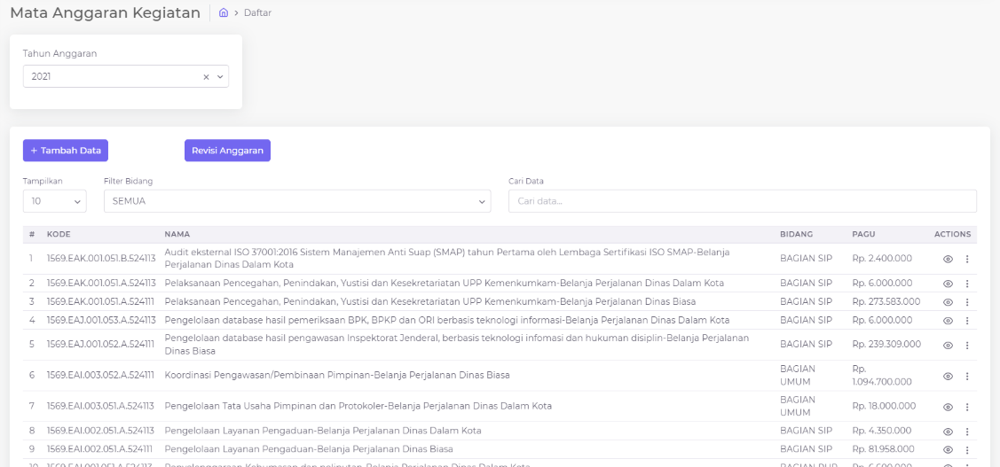 Mata Anggaran Kegiatan
Daftar
Tahun Anggaran
2021
+ Tambah Data
Revisi Anggaran
Tampilkan
Filter Bidang
Cari Data
10
SEMUA
Cari data...
# KODE NAMA BIDANG PAGU ACTIONS
1 1569.EAK.001.051.B.524113 Audit eksternal ISO 37001:2016 Sistem Manajemen Anti Suap (SMAP) tahun Pertama oleh Lembaga Sertifikasi ISO SMAP-Belanja
Perjalanan Dinas Dalam Kota BAGIAN SIP Rp. 2.400.000
2 1569.EAK.001.051.A.524113 Pelaksanaan Pencegahan, Penindakan, Yustisi dan Kesekretariatan UPP Kemenkumkam-Belanja Perjalanan Dinas Dalam Kota BAGIAN SIP Rp. 6.000.000
3 1569.EAK.001.051.A.524111 Pelaksanaan Pencegahan, Penindakan, Yustisi dan Kesekretariatan UPP Kemenkumkam-Belanja Perjalanan Dinas Biasa BAGIAN SIP Rp. 273.583.000
4 1569.EAJ.001.053.A.524113 Pengelolaan database hasil pemeriksaan BPK, BPKP dan ORI berbasis teknologi informasi-Belanja Perjalanan Dinas Dalam Kota BAGIAN SIP Rp. 6.000.000
5 1569.EAJ.001.052.A.524111 Pengelolaan database hasil pengawasan Inspektorat Jenderal, berbasis teknologi infomasi dan hukuman disiplin-Belanja Perjalanan
Dinas Biasa BAGIAN SIP Rp. 239.309.000
6 1569.EAI.003.052.A.524111 Koordinasi Pengawasan/Pembinaan Pimpinan-Belanja Perjalanan Dinas Biasa BAGIAN
UMUM Rp.
1.094.700.000
7 1569.EAI.003.051.A.524113 Pengelolaan Tata Usaha Pimpinan dan Protokoler-Belanja Perjalanan Dinas Dalam Kota BAGIAN
UMUM Rp. 18.000.000
8 1569.EAI.002.051.A.524113 Pengelolaan Layanan Pengaduan-Belanja Perjalanan Dinas Dalam Kota BAGIAN SIP Rp. 4.350.000
9 1569.EAI.002.051.A.524111 Pengelolaan Layanan Pengaduan-Belanja Perjalanan Dinas Biasa BAGIAN SIP Rp. 81.958.000